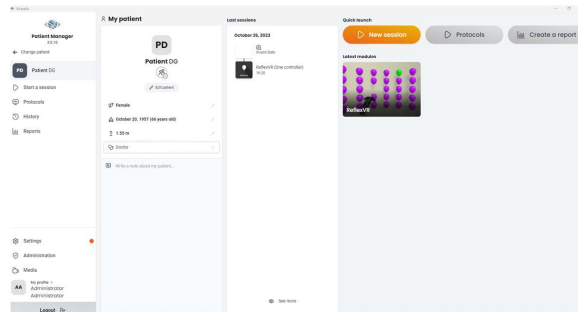 Virtualis
Patient Manager
← Change patient
PD Patient DG
Start a session
Protocols
History
Reports
Settings
Administration
Media
My profile
AA Administrator
Administrator
Logout
My patient
PD
Patient DG
Edit patient
Female
October 20, 1957 (66 years old)
1.55 m
Doctor
Write a note about my patient...
Last sessions
October 26, 2023
Invalid Date
ReflexVR (One controller)
See more
Quick launch
New session
Protocols
Create a report
Latest modules
ReflexVR